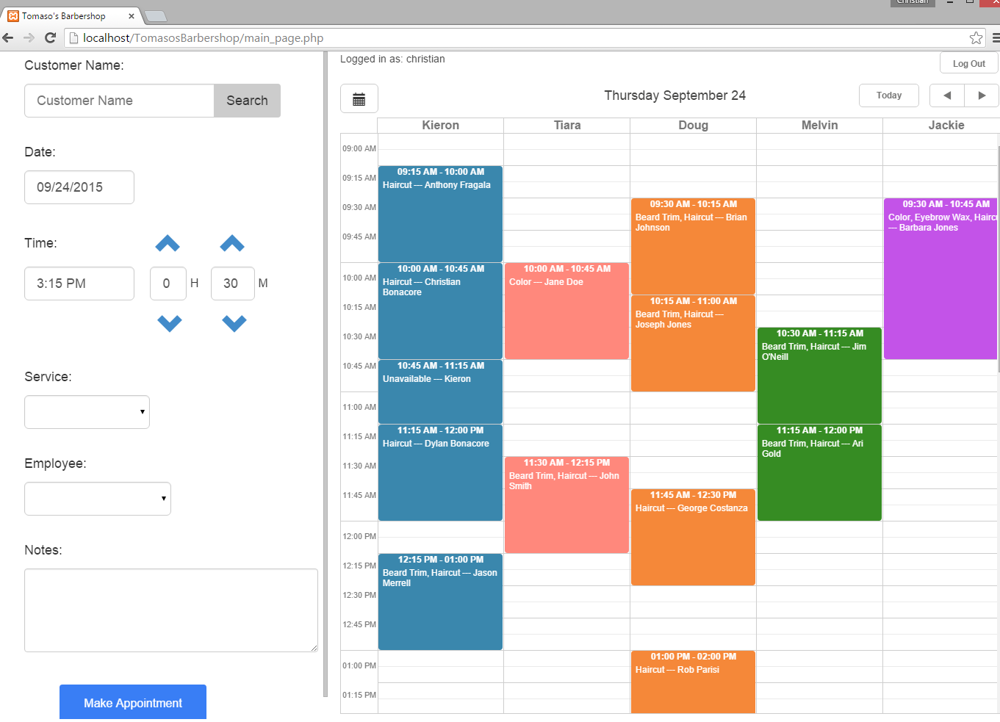 Christian
Tomaso's Barbershop
localhost/TomasosBarbershop/main_page.php
Customer Name:
Customer Name
Search
Date:
09/24/2015
Time:
3:15 PM
0 H
30 M
Service:
Employee:
Notes:
Make Appointment
Logged in as: christian
Log Out
Thursday September 24
Today
Kieron
Tiara
Doug
Melvin
Jackie
09:00 AM
09:15 AM
09:30 AM
09:45 AM
10:00 AM
10:15 AM
10:30 AM
10:45 AM
11:00 AM
11:15 AM
11:30 AM
11:45 AM
12:00 PM
12:15 PM
12:30 PM
12:45 PM
01:00 PM
01:15 PM
09:15 AM - 10:00 AM
Haircut — Anthony Fragala
10:00 AM - 10:45 AM
Haircut — Christian
Bonacore
10:45 AM - 11:15 AM
Unavailable — Kieron
11:15 AM - 12:00 PM
Haircut — Dylan Bonacore
12:15 PM - 01:00 PM
Beard Trim, Haircut — Jason
Merrell
10:00 AM - 10:45 AM
Color — Jane Doe
11:30 AM - 12:15 PM
Beard Trim, Haircut — John
Smith
09:30 AM - 10:15 AM
Beard Trim, Haircut — Brian
Johnson
10:15 AM - 11:00 AM
Beard Trim, Haircut —
Joseph Jones
11:45 AM - 12:30 PM
Haircut — George Costanza
01:00 PM - 02:00 PM
Haircut — Rob Parisi
10:30 AM - 11:15 AM
Beard Trim, Haircut — Jim
O'Neill
11:15 AM - 12:00 PM
Beard Trim, Haircut — Ari
Gold
09:30 AM - 10:45 AM
Color, Eyebrow Wax, Haircu
— Barbara Jones